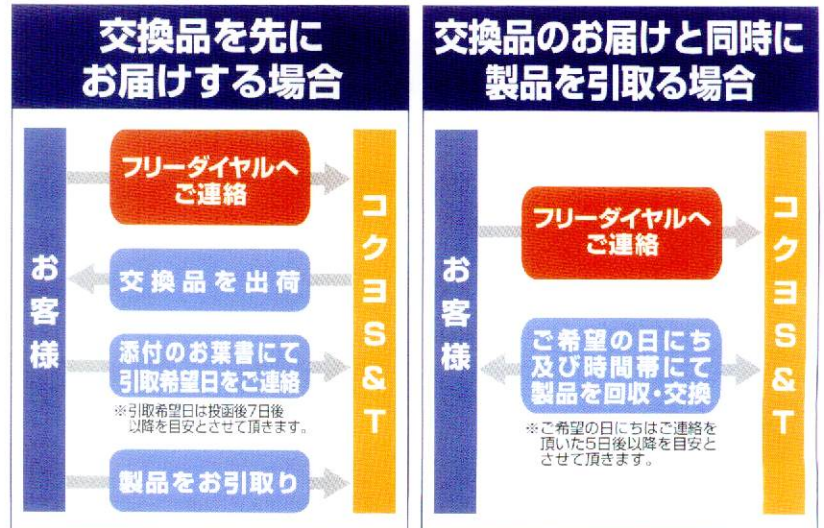 交換品を先に
お届けする場合
お客様
コクヨS&T
フリーダイヤルへ
ご連絡
交換品を出荷
添付のお葉書にて
引取希望日をご連絡
※引取希望日は投函後7日後
以降を目安とさせて頂きます。
製品をお引取り
交換品のお届けと同時に
製品を引取る場合
お客様
コクヨS&T
フリーダイヤルへ
ご連絡
ご希望の日にち
及び時間帯にて
製品を回収・交換
※ご希望の日にちはご連絡を
頂いた5日後以降を目安と
させて頂きます。